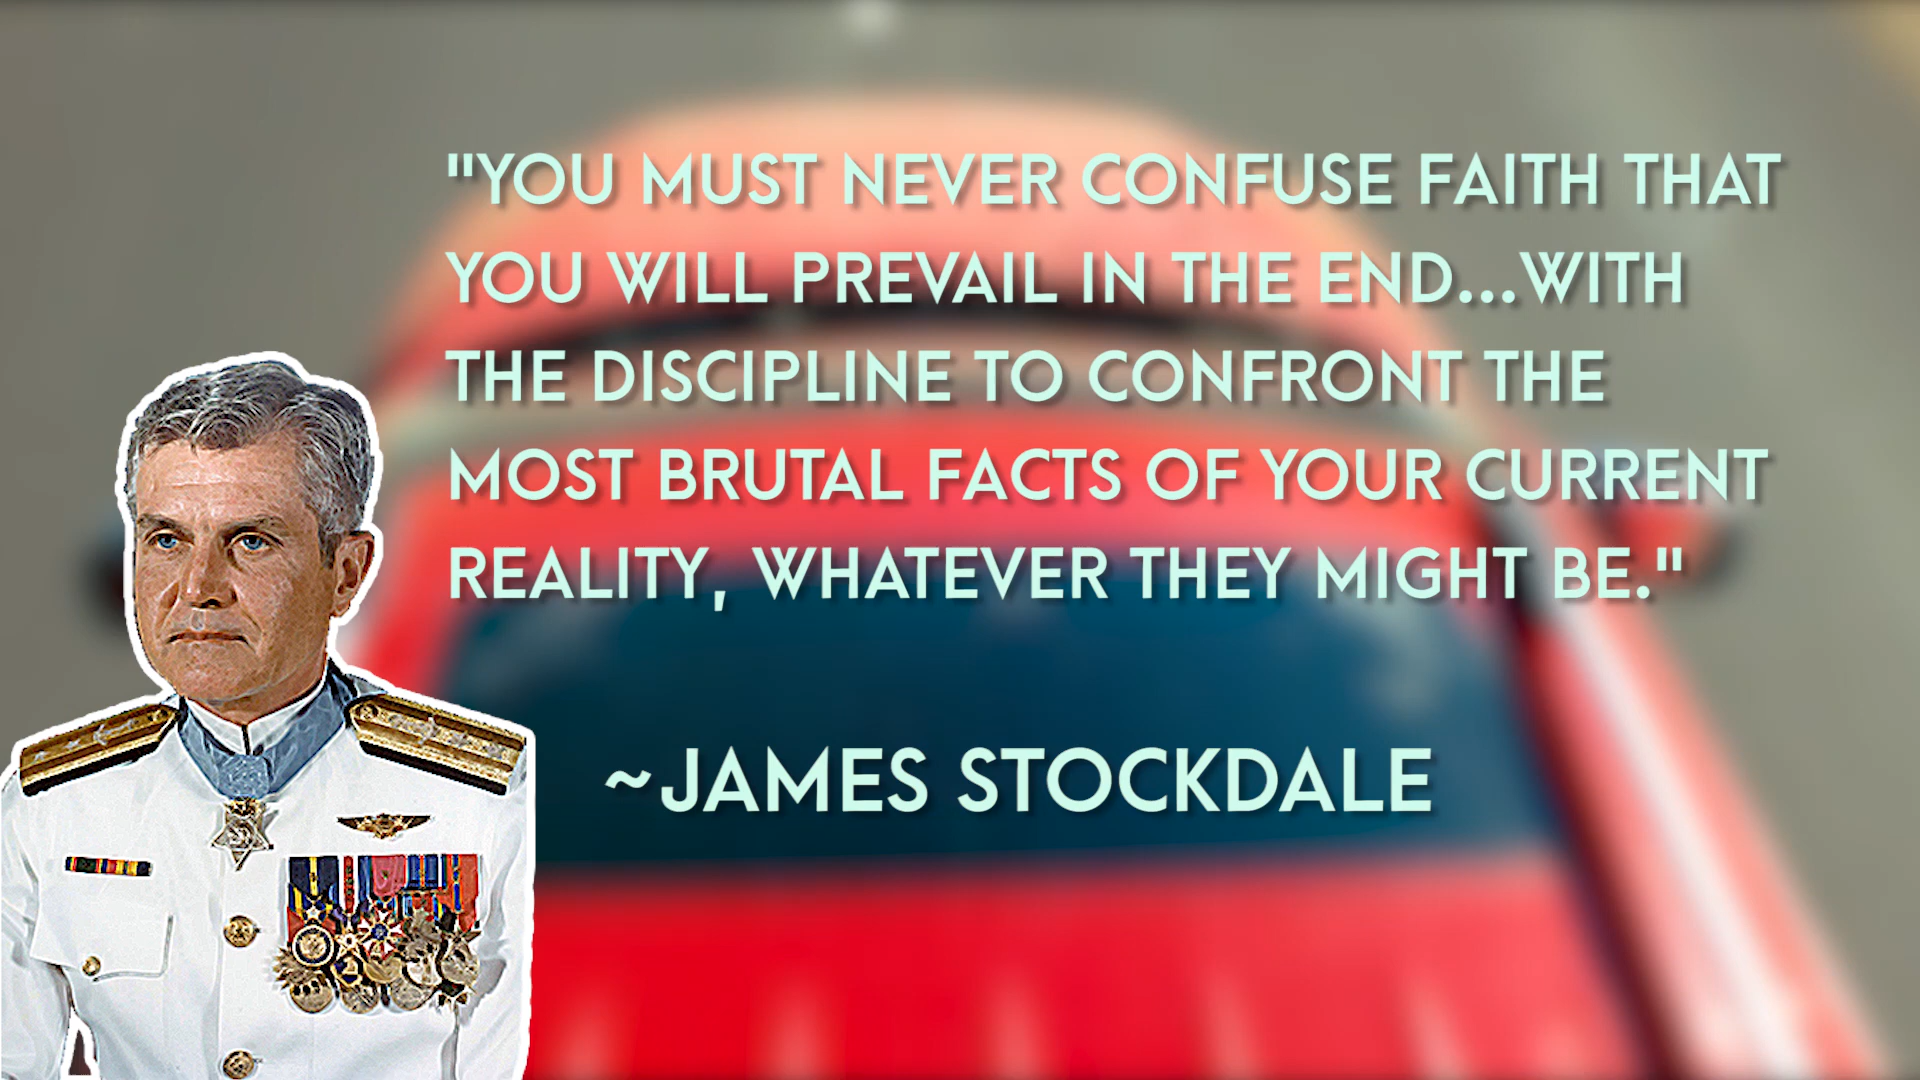 "YOU MUST NEVER CONFUSE FAITH THAT
YOU WILL PREVAIL IN THE END...WITH
THE DISCIPLINE TO CONFRONT THE
MOST BRUTAL FACTS OF YOUR CURRENT
REALITY, WHATEVER THEY MIGHT BE."
~JAMES STOCKDALE